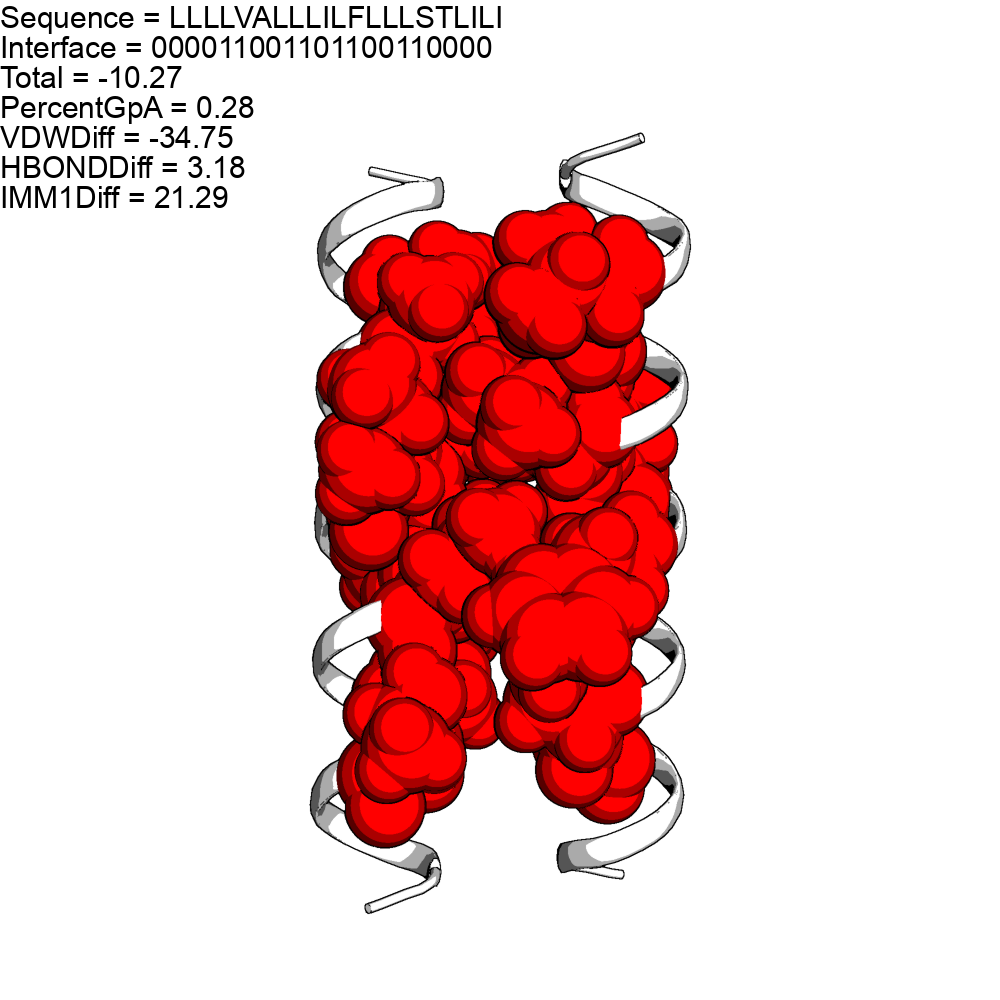 Sequence = LLLLVALLLILFLLLSTLILI
Interface = 000011001101100110000
Total = -10.27
PercentGpA = 0.28
VDWDiff = -34.75
HBONDDiff = 3.18
IMM1Diff = 21.29